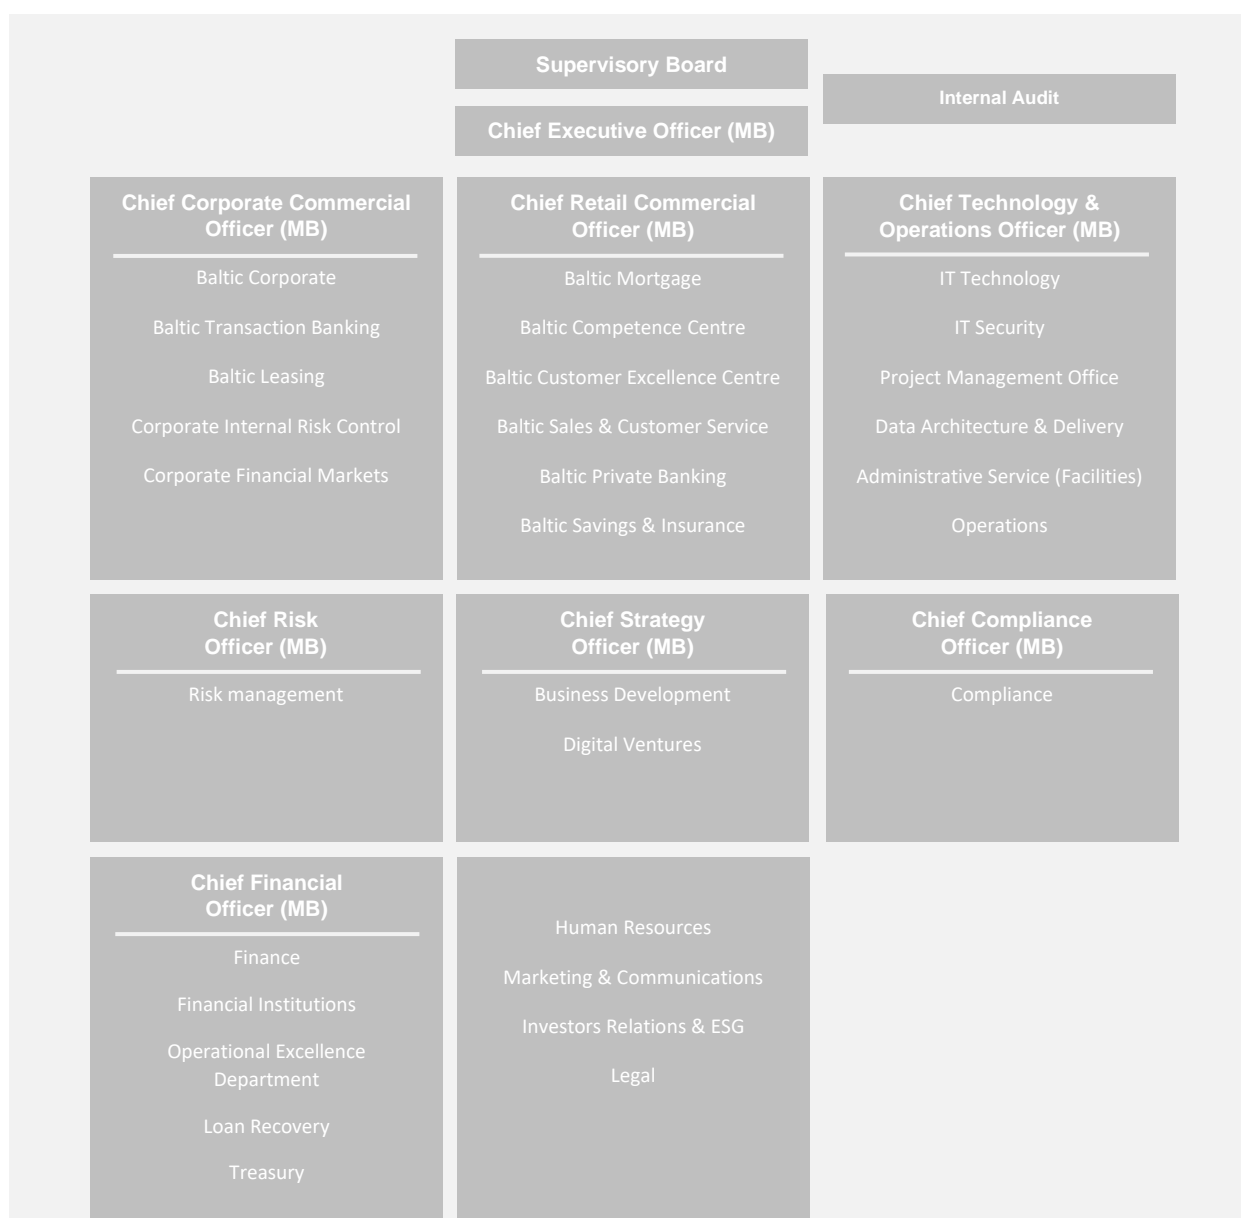 Supervisory Board
Internal Audit
Chief Executive Officer (MB)
Chief Corporate Commercial
Officer (MB)
Baltic Corporate
Baltic Transaction Banking
Baltic Leasing
Corporate Internal Risk Control
Corporate Financial Markets
Chief Retail Commercial
Officer (MB)
Baltic Mortgage
Baltic Competence Centre
Baltic Customer Excellence Centre
Baltic Sales & Customer Service
Baltic Private Banking
Baltic Savings & Insurance
Chief Technology &
Operations Officer (MB)
IT Technology
IT Security
Project Management Office
Data Architecture & Delivery
Administrative Service (Facilities)
Operations
Chief Risk
Officer (MB)
Risk management
Chief Strategy
Officer (MB)
Business Development
Digital Ventures
Chief Compliance
Officer (MB)
Compliance
Chief Financial
Officer (MB)
Finance
Financial Institutions
Operational Excellence
Department
Loan Recovery
Treasury
Human Resources
Marketing & Communications
Investors Relations & ESG
Legal